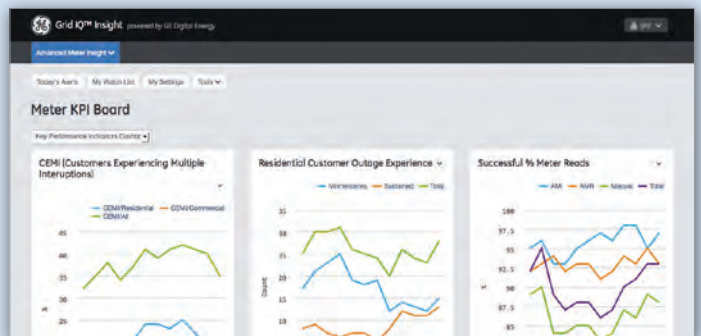 Grid IQ™ Insight powered by GE Digital Energy
Advanced Meter Insight
Today's Alerts My Watch List My Settings Tools
Meter KPI Board
Key Performance Indicators
CEMI (Customers Experiencing Multiple
Interuptions)
CEMI/Residential CEMI/Commercial
CEMI/All
45
40
35
30
25
%
Residential Customer Outage Experience
Momentaries Sustained Total
35
30
25
20
15
10
Count
Successful % Meter Reads
AMI AMR Manual Total
100
97.5
95
92.5
90
87.5
85
%